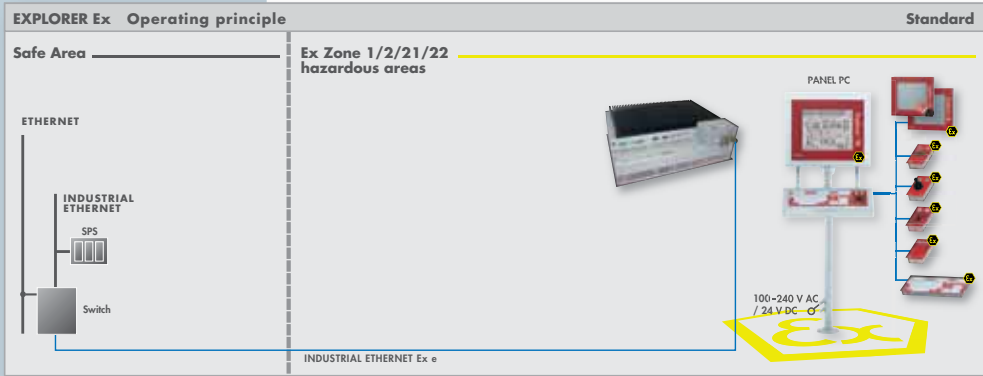 EXPLORER Ex Operating principle
Standard
Safe Area
Ex Zone 1/2/21/22
hazardous areas
PANEL PC
ETHERNET
INDUSTRIAL
ETHERNET
SPS
Switch
100-240 V AC
/ 24 V DC
INDUSTRIAL ETHERNET Ex e
Ex
Ex
Ex
Ex
Ex
Ex
Ex
Ex